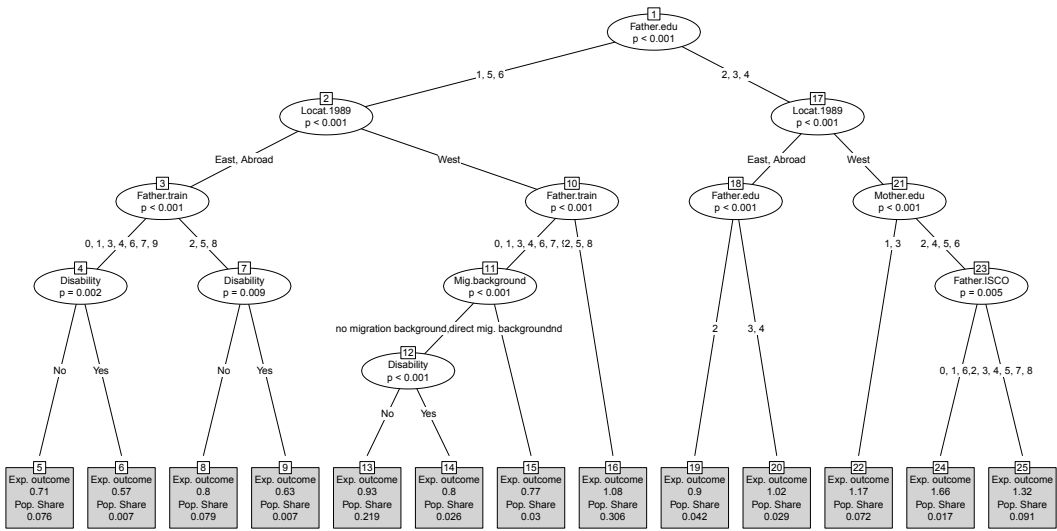 1
Father.edu
p < 0.001
1, 5, 6
2, 3, 4
2
Locat.1989
p < 0.001
17
Locat.1989
p < 0.001
East, Abroad
West
East, Abroad
West
3
Father.train
p < 0.001
10
Father.train
p < 0.001
18
Father.edu
p < 0.001
21
Mother.edu
p < 0.001
0, 1, 3, 4, 6, 7, 9
2, 5, 8
0, 1, 3, 4, 6, 7, 9
2, 5, 8
1, 3
2, 4, 5, 6
4
Disability
p = 0.002
7
Disability
p = 0.009
11
Mig.background
p < 0.001
23
Father.ISCO
p = 0.005
no migration background,direct mig. background
2
3, 4
12
Disability
p < 0.001
No
Yes
No
Yes
0, 1, 6,
2, 3, 4, 5, 7, 8
No
Yes
5
Exp. outcome
0.71
Pop. Share
0.076
6
Exp. outcome
0.57
Pop. Share
0.007
8
Exp. outcome
0.8
Pop. Share
0.079
9
Exp. outcome
0.63
Pop. Share
0.007
13
Exp. outcome
0.93
Pop. Share
0.219
14
Exp. outcome
0.8
Pop. Share
0.026
15
Exp. outcome
0.77
Pop. Share
0.03
16
Exp. outcome
1.08
Pop. Share
0.306
19
Exp. outcome
0.9
Pop. Share
0.042
20
Exp. outcome
1.02
Pop. Share
0.029
22
Exp. outcome
1.17
Pop. Share
0.072
24
Exp. outcome
1.66
Pop. Share
0.017
25
Exp. outcome
1.32
Pop. Share
0.091